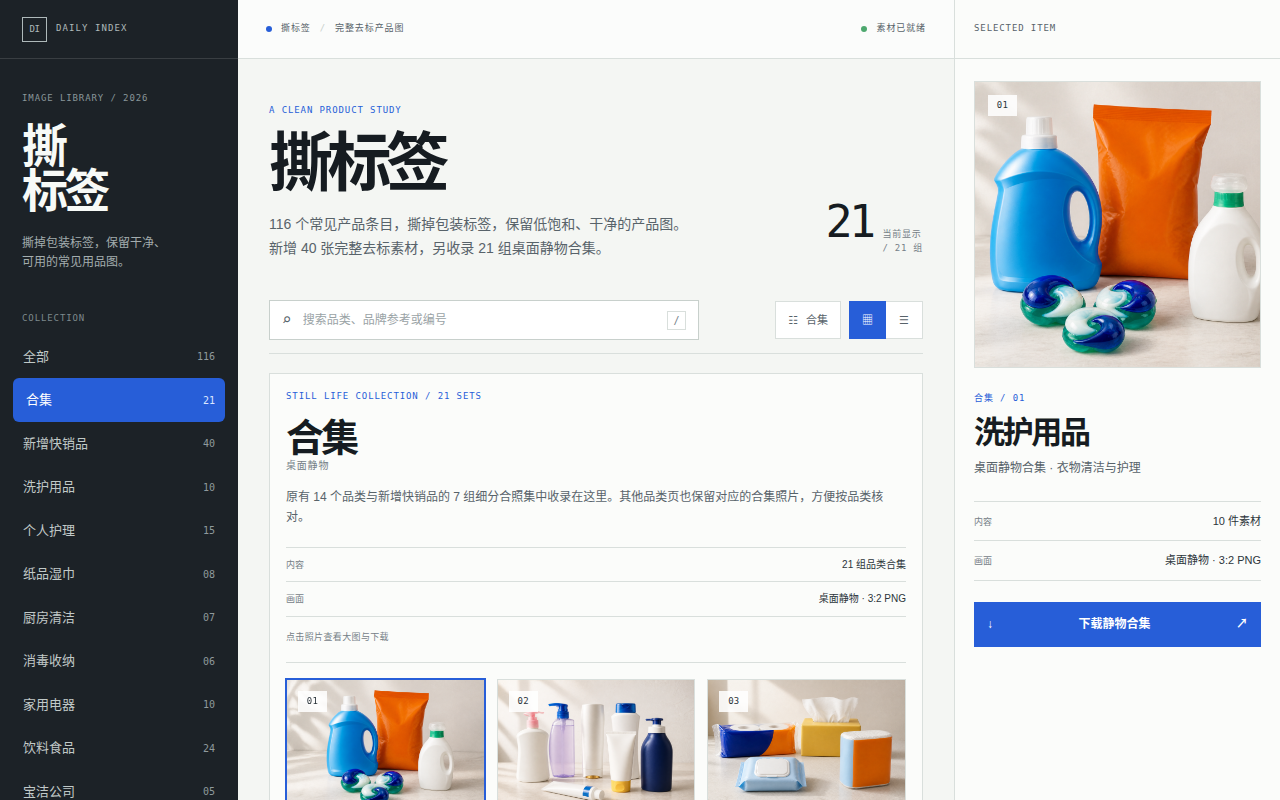 DI DAILY INDEX
IMAGE LIBRARY / 2026
撕
标签
撕掉包装标签，保留干净、
可用的常见用品图。
COLLECTION
全部 116
合集 21
新增快销品 40
洗护用品 10
个人护理 15
纸品湿巾 08
厨房清洁 07
消毒收纳 06
家用电器 10
饮料食品 24
宝洁公司 05
撕标签 / 完整去标产品图
素材已就绪
A CLEAN PRODUCT STUDY
撕标签
116 个常见产品条目，撕掉包装标签，保留低饱和、干净的产品图。
新增 40 张完整去标素材，另收录 21 组桌面静物合集。
21 当前显示
/ 21 组
搜索品类、品牌参考或编号 /
合集
STILL LIFE COLLECTION / 21 SETS
合集
桌面静物
原有 14 个品类与新增快销品的 7 组细分合照集中收录在这里。其他品类页也保留对应的合集照片，方便按品类核
对。
内容 21 组品类合集
画面 桌面静物 · 3:2 PNG
点击照片查看大图与下载
01
02
03
SELECTED ITEM
01
合集 / 01
洗护用品
桌面静物合集 · 衣物清洁与护理
内容 10 件素材
画面 桌面静物 · 3:2 PNG
↓ 下载静物合集 ↗